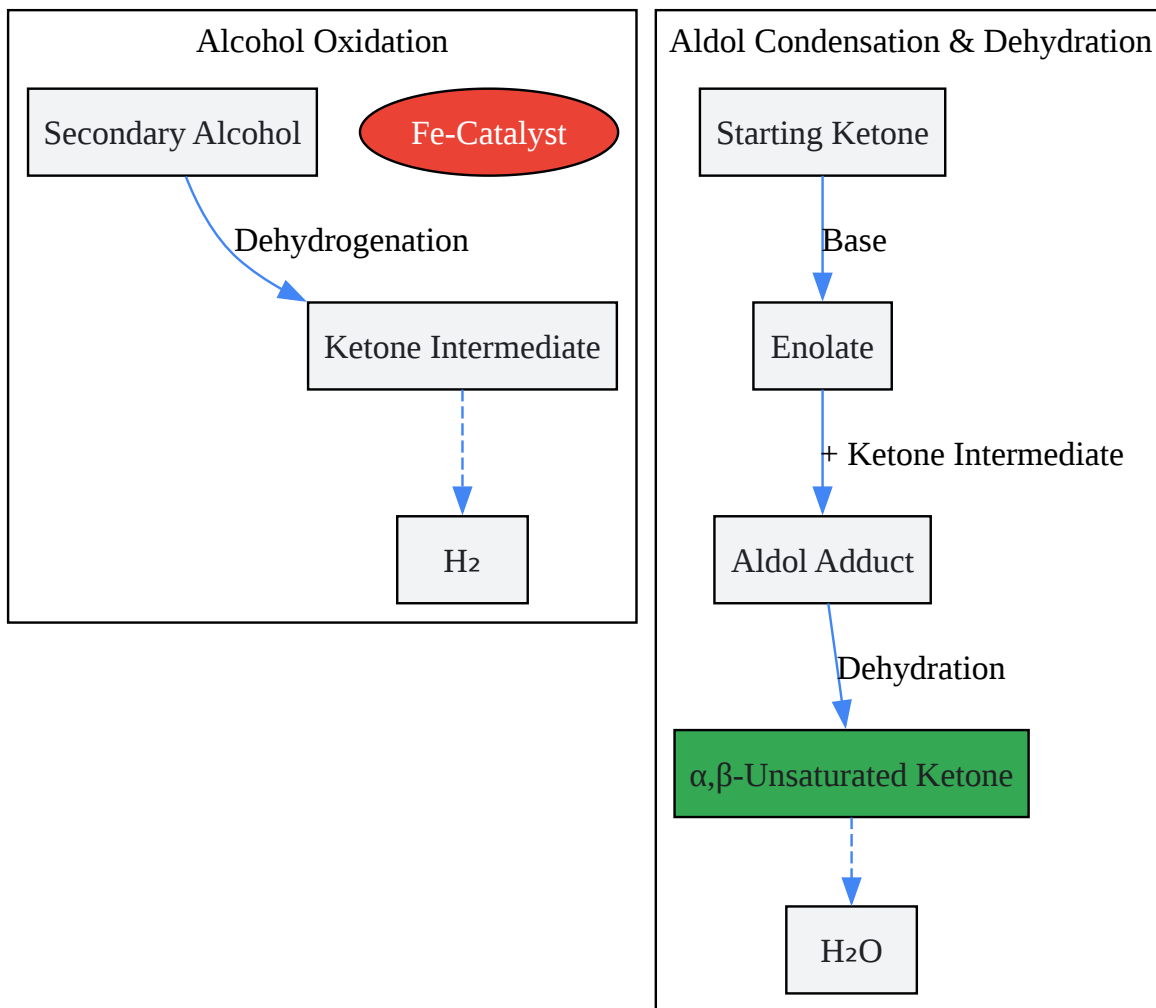 Alcohol Oxidation
Secondary Alcohol
Fe-Catalyst
Dehydrogenation
Ketone Intermediate
H₂
Aldol Condensation & Dehydration
Starting Ketone
Base
Enolate
+ Ketone Intermediate
Aldol Adduct
Dehydration
α,β-Unsaturated Ketone
H₂O